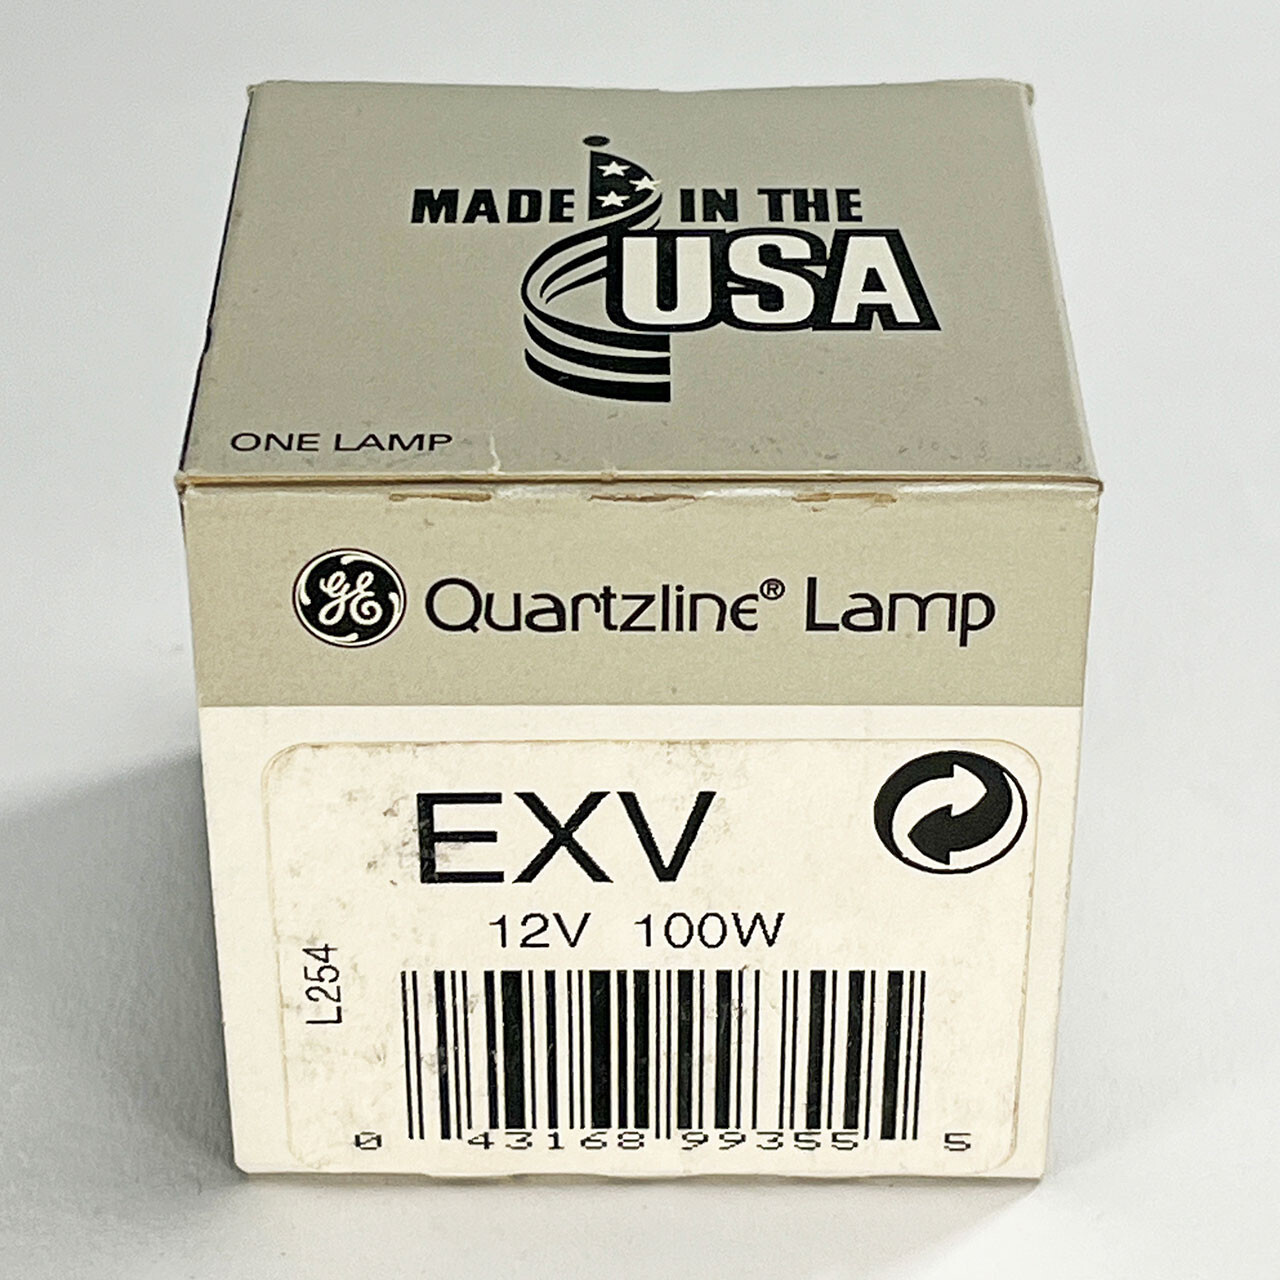 MADE IN THE
USA
ONE LAMP
GE Quartzline® Lamp
EXV
12V 100W
L254
0 43168 99355 5